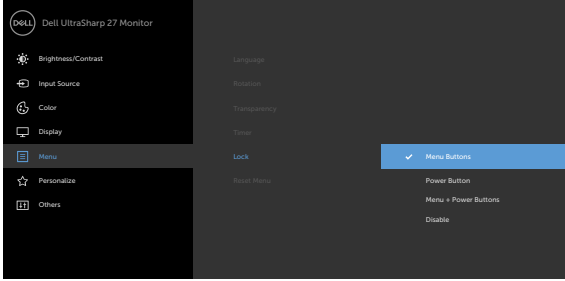 DELL
Dell UltraSharp 27 Monitor
Brightness/Contrast
Input Source
Color
Display
Menu
Personalize
Others
Language
Rotation
Transparency
Timer
Lock
Reset Menu
Menu Buttons
Power Button
Menu + Power Buttons
Disable